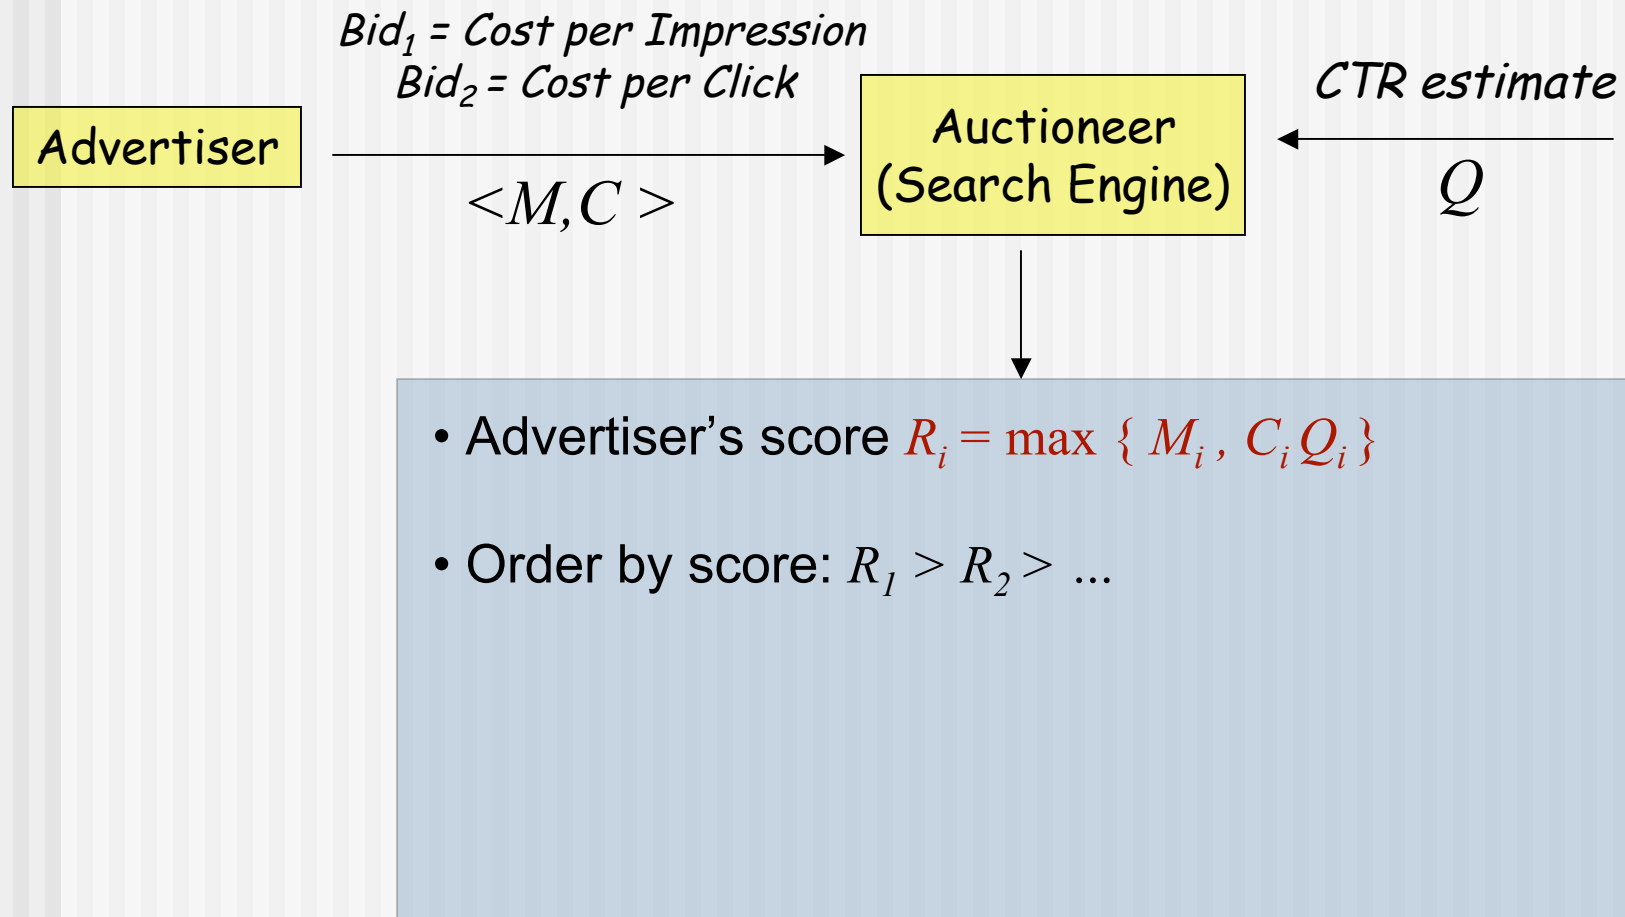 Bid₁ = Cost per Impression
Bid₂ = Cost per Click
Advertiser
<M,C >
Auctioneer
(Search Engine)
CTR estimate
Q
• Advertiser’s score Rᵢ = max { Mᵢ , Cᵢ Qᵢ }
• Order by score: R₁ > R₂ > ...